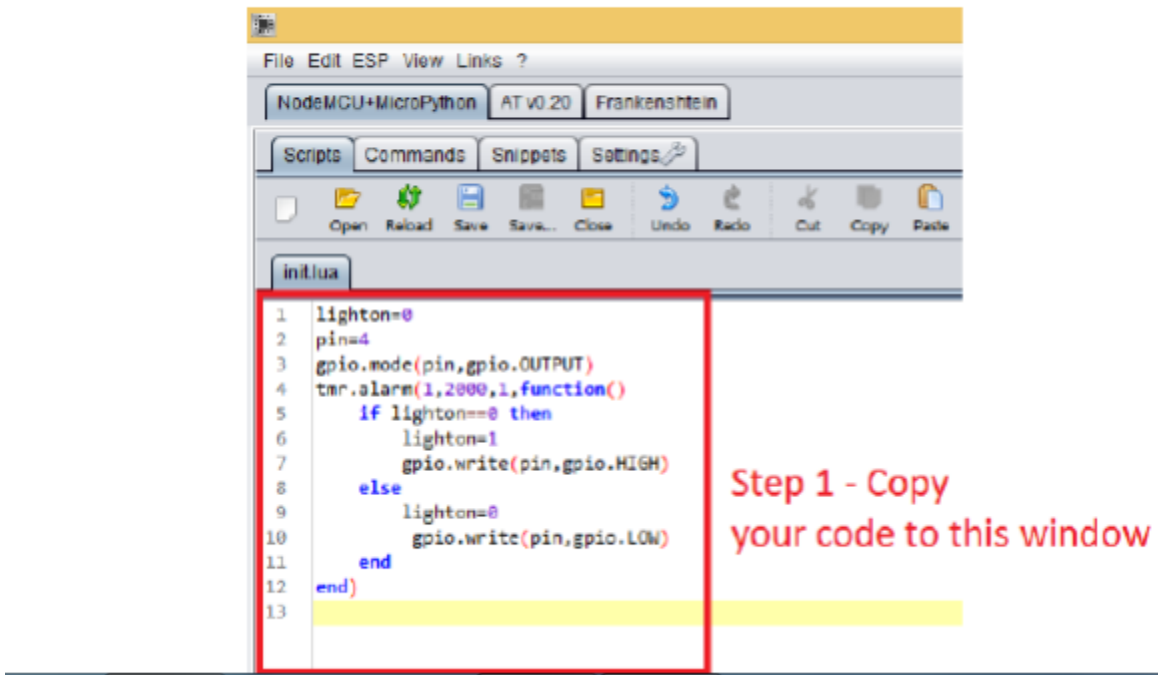 File Edit ESP View Links ?
NodeMCU+MicroPython AT v0.20 Frankenshtein
Scripts Commands Snippets Settings
Open Reload Save Save... Close Undo Redo Cut Copy Paste
init.lua
1 lighton=0
2 pin=4
3 gpio.mode(pin,gpio.OUTPUT)
4 tmr.alarm(1,2000,1,function()
5 if lighton==0 then
6 lighton=1
7 gpio.write(pin,gpio.HIGH)
8 else
9 lighton=0
10 gpio.write(pin,gpio.LOW)
11 end
12 end)
13
Step 1 - Copy
your code to this window